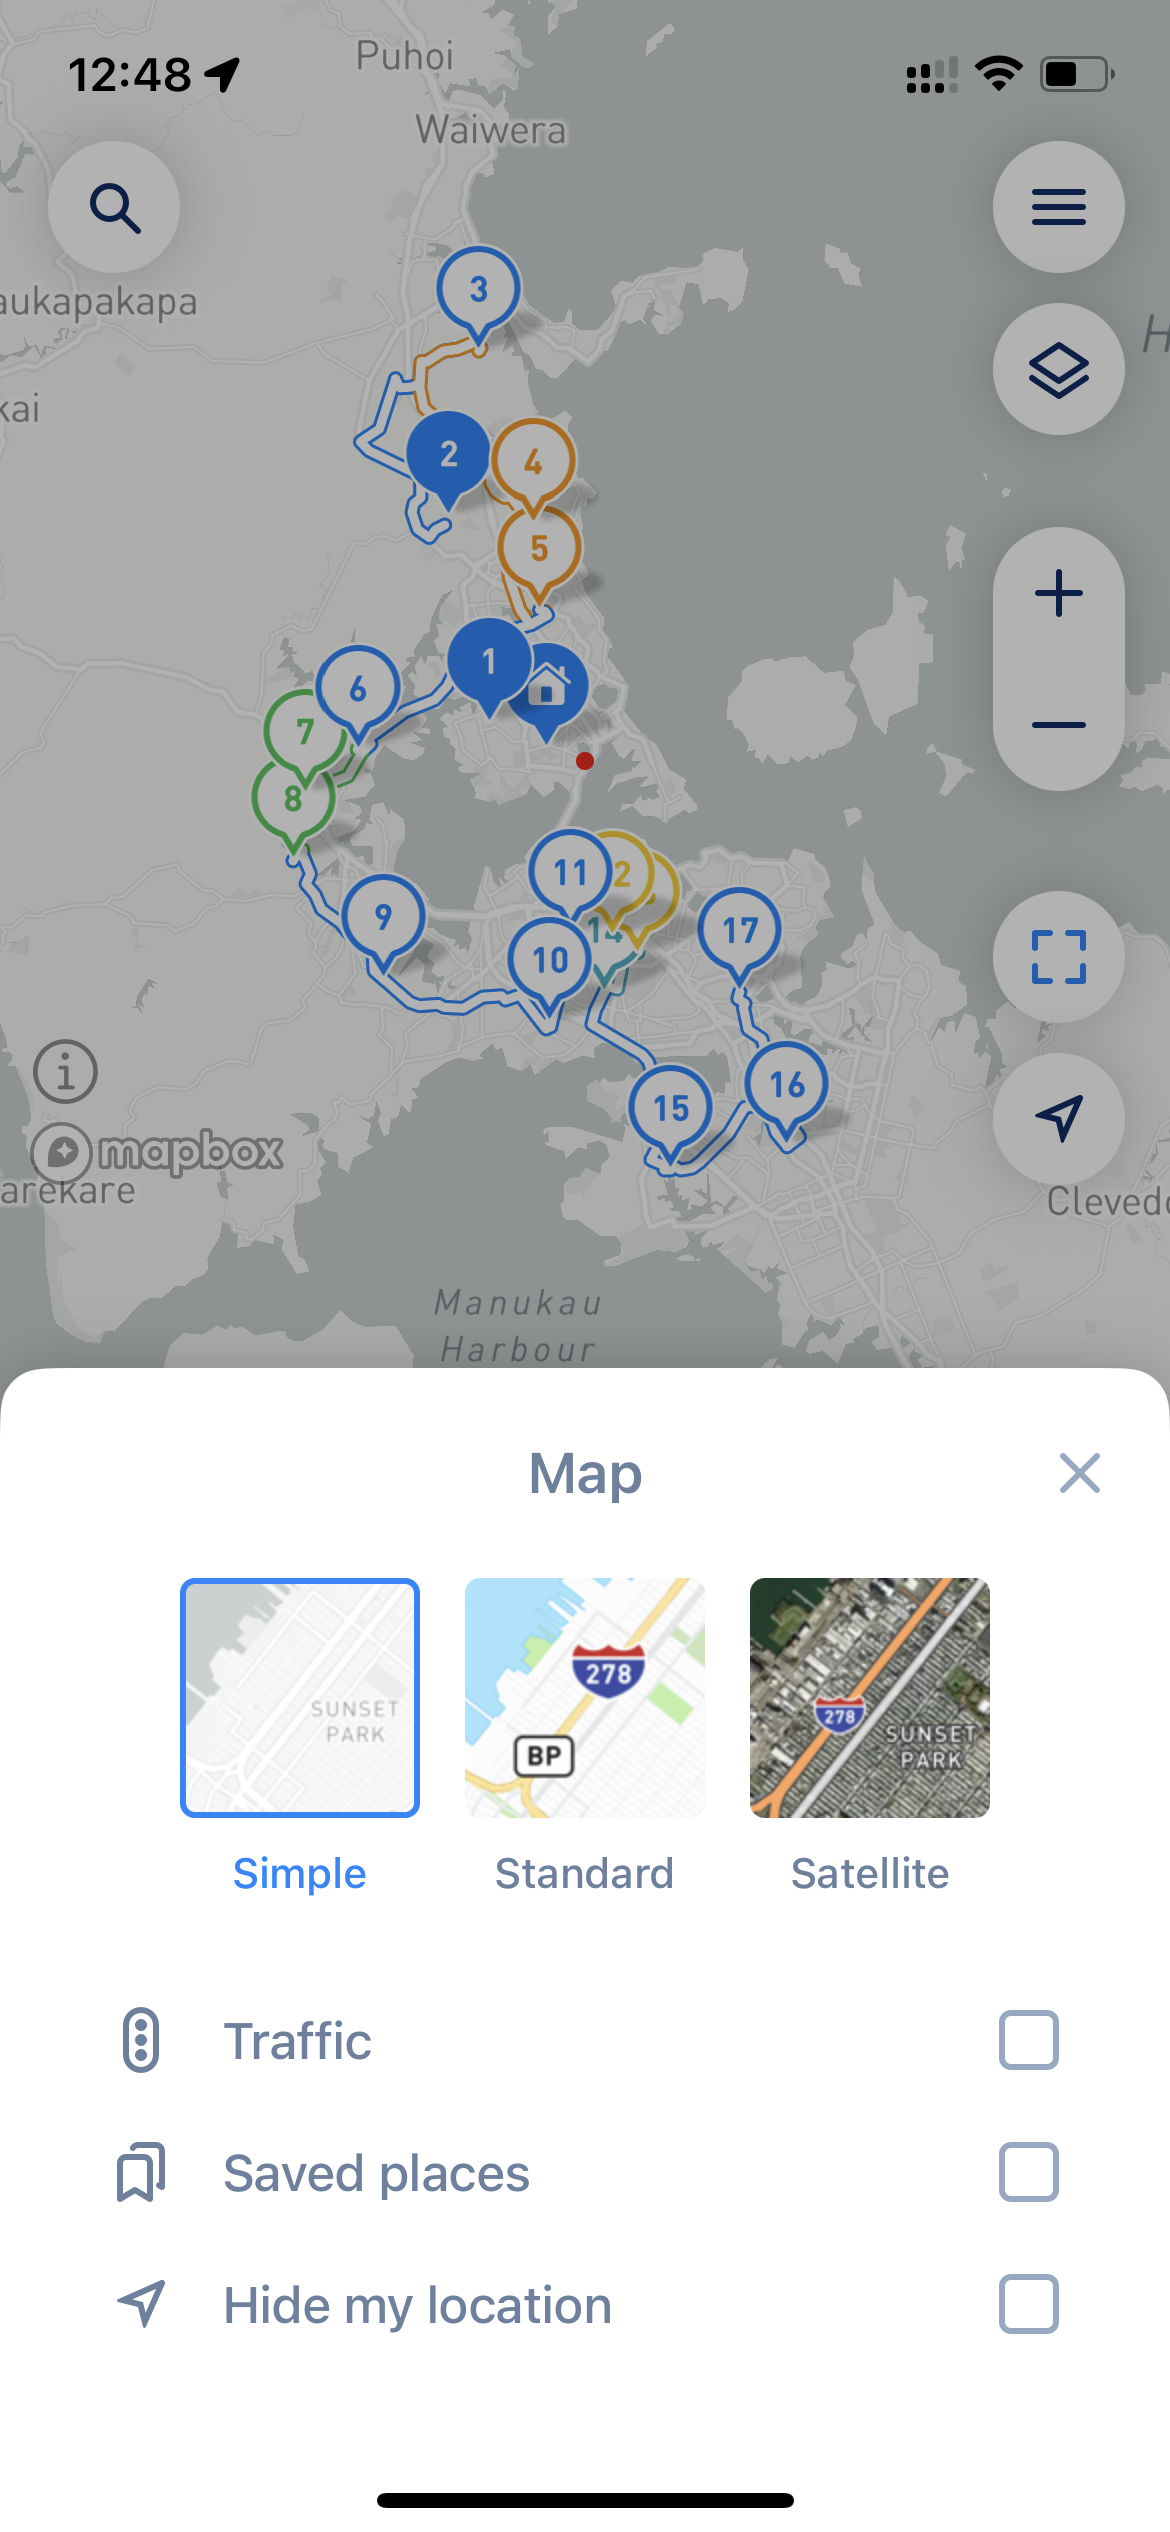 12:48
Puhoi
Waiwera
3
aukapakapa
kai
2
4
5
1
6
7
8
11
2
9
14
17
10
16
15
mapbox
arekare
Clevedo
Manukau
Harbour
Map
SUNSET
PARK
278
BP
278
SUNSET
PARK
Simple
Standard
Satellite
Traffic
Saved places
Hide my location